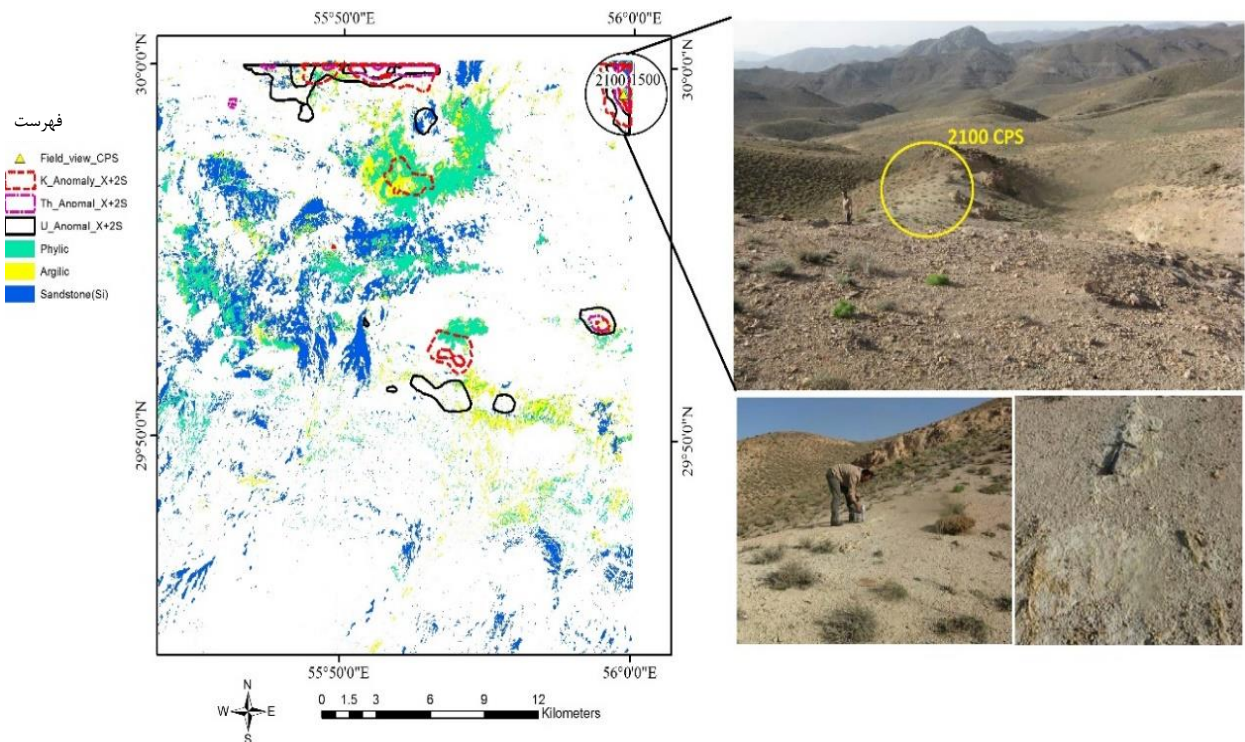 55°50'0"E
56°0'0"E
30°0'0"N
30°0'0"N
2100
1500
2100 CPS
فهرست
Field_view_CPS
K_Anomaly_X+2S
Th_Anomal_X+2S
U_Anomal_X+2S
Phylic
Argilic
Sandstone(Si)
29°50'0"N
29°50'0"N
55°50'0"E
56°0'0"E
N
W
E
S
0 1.5 3 6 9 12
Kilometers